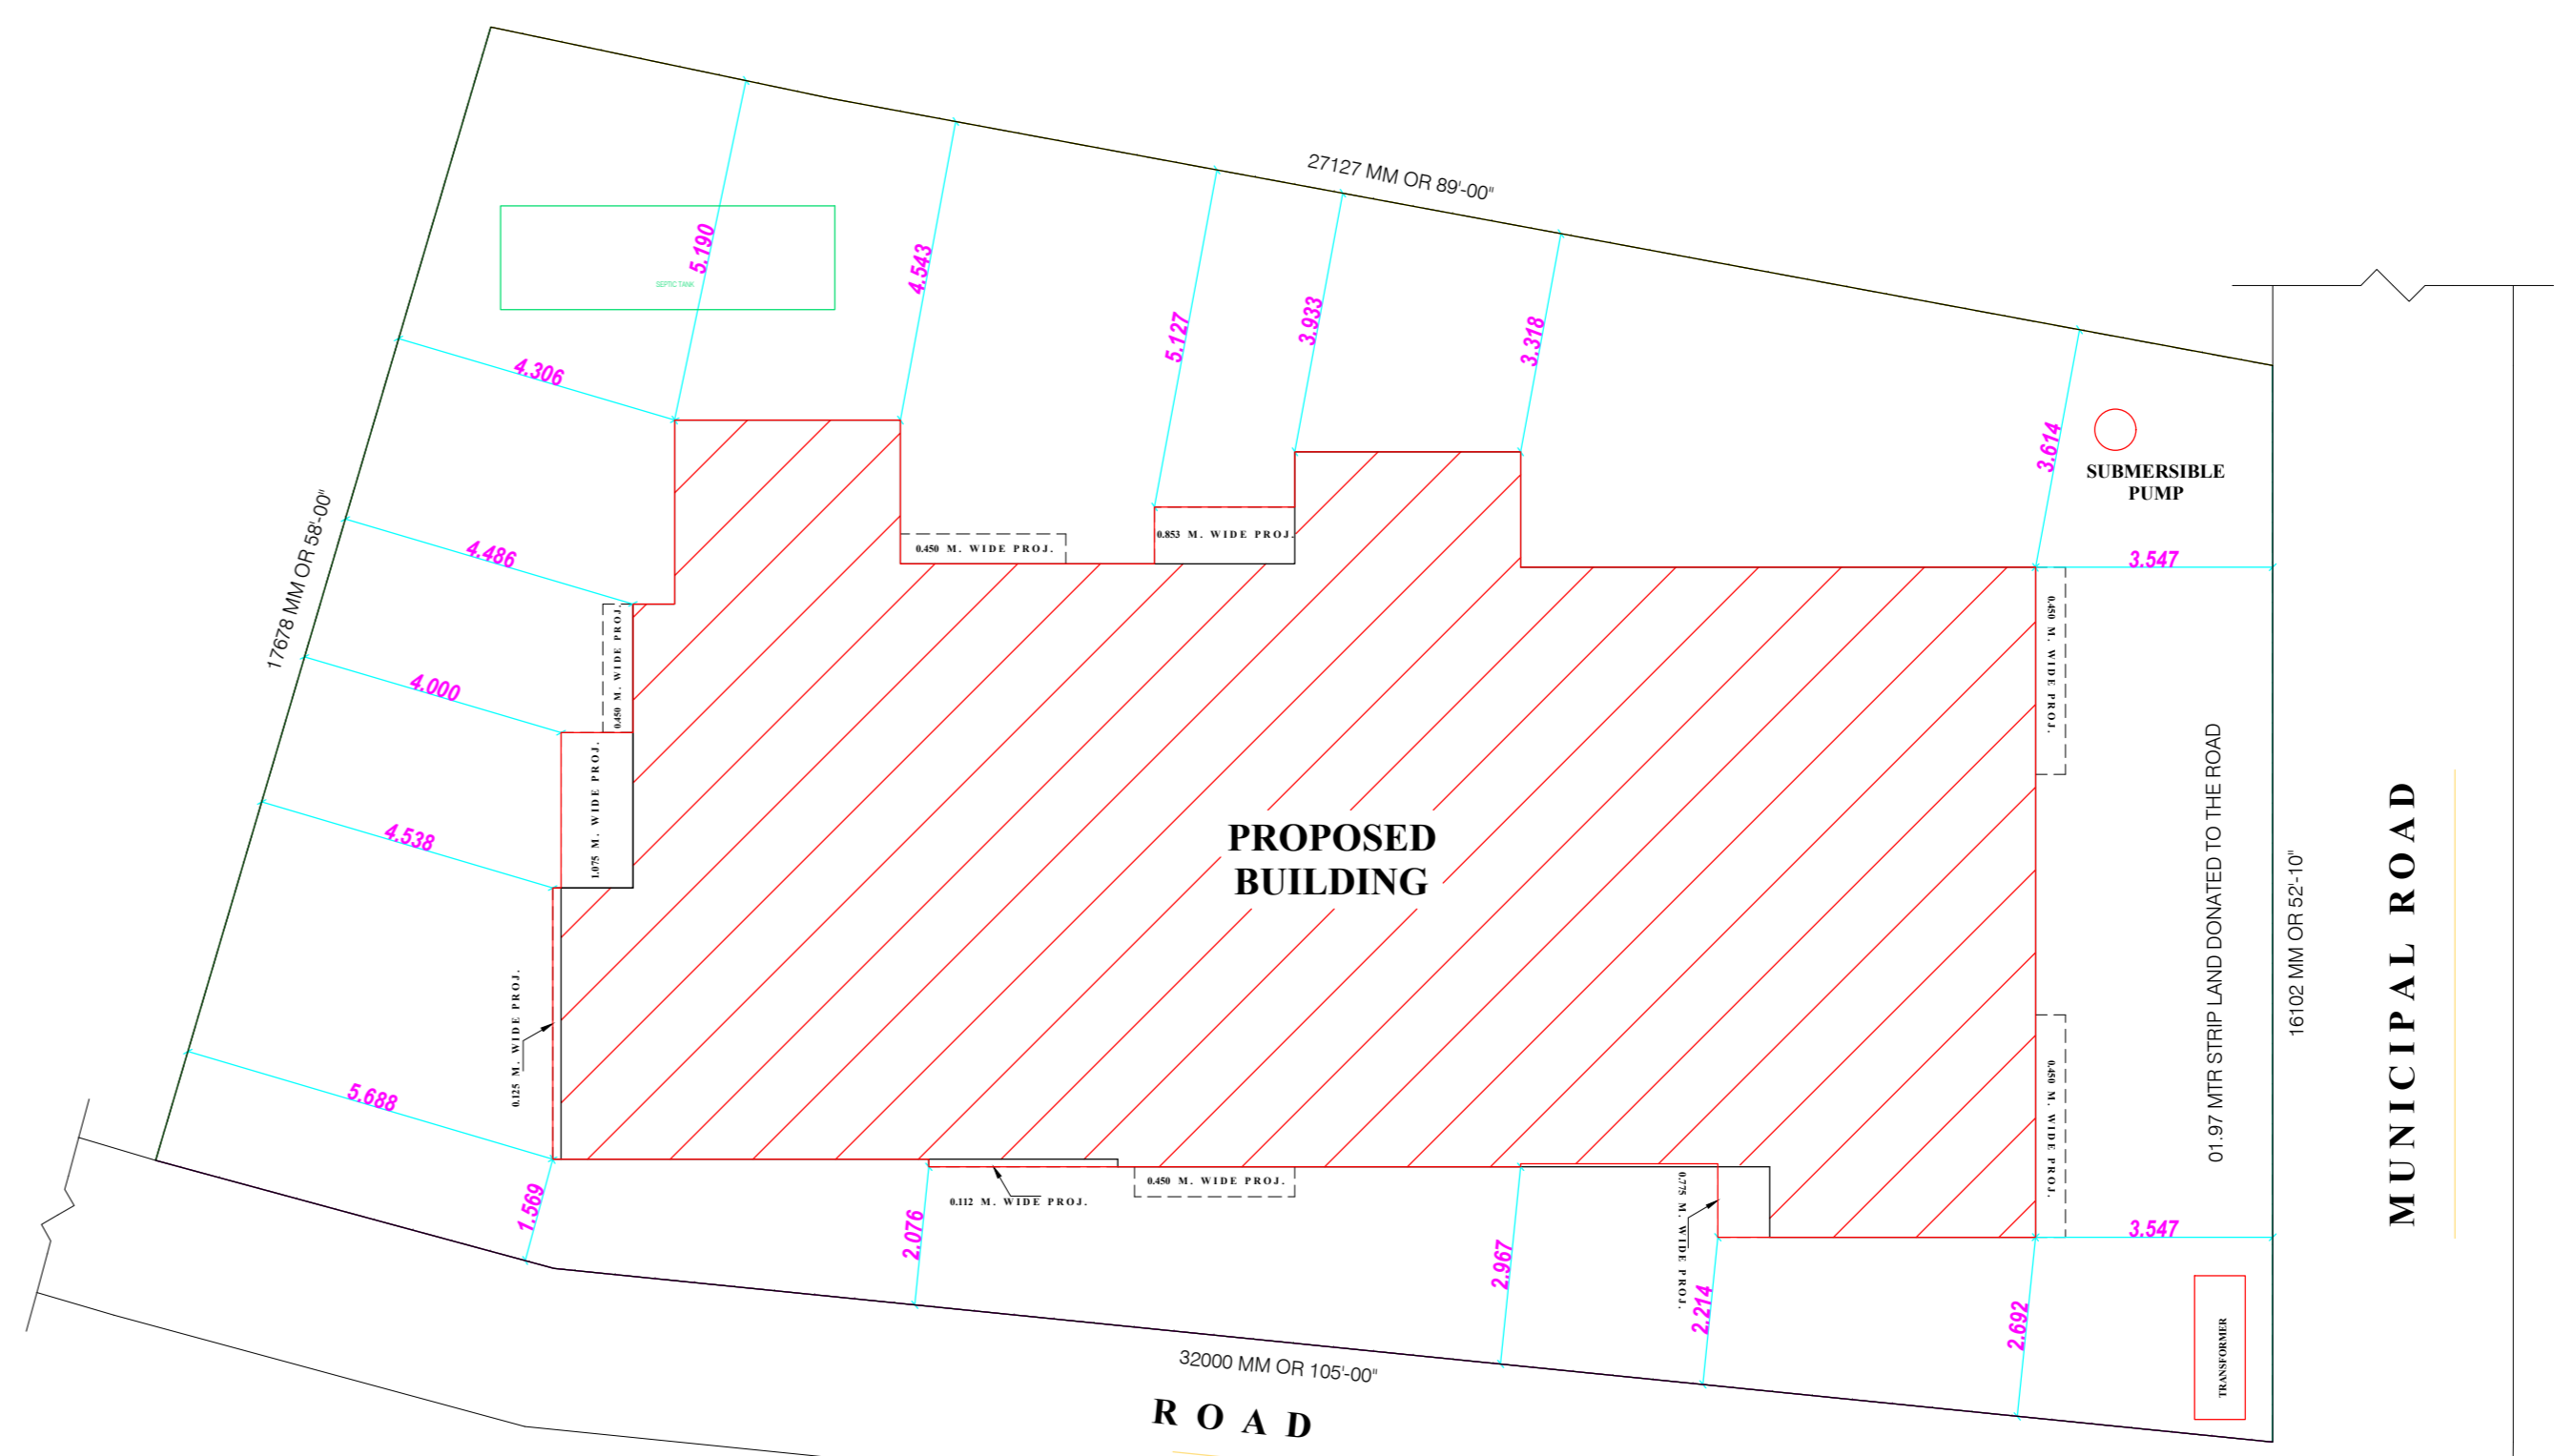 27127 MM OR 89'-00"
5.190
4.543
SEPTIC TANK
5.127
3.933
3.318
4.306
3.614
SUBMERSIBLE
PUMP
17678 MM OR 58'-00"
4.486
0.450 M. WIDE PROJ.
0.853 M. WIDE PROJ.
3.547
0.450 M. WIDE PROJ.
0.450 M. WIDE PROJ.
4.000
1.075 M. WIDE PROJ.
4.538
PROPOSED
BUILDING
01.97 MTR STRIP LAND DONATED TO THE ROAD
16102 MM OR 52'-10"
MUNICIPAL ROAD
0.125 M. WIDE PROJ.
5.688
0.450 M. WIDE PROJ.
1.569
2.076
0.112 M. WIDE PROJ.
0.450 M. WIDE PROJ.
2.967
0.775 M. WIDE PROJ.
2.214
3.547
2.692
TRANSFORMER
32000 MM OR 105'-00"
ROAD